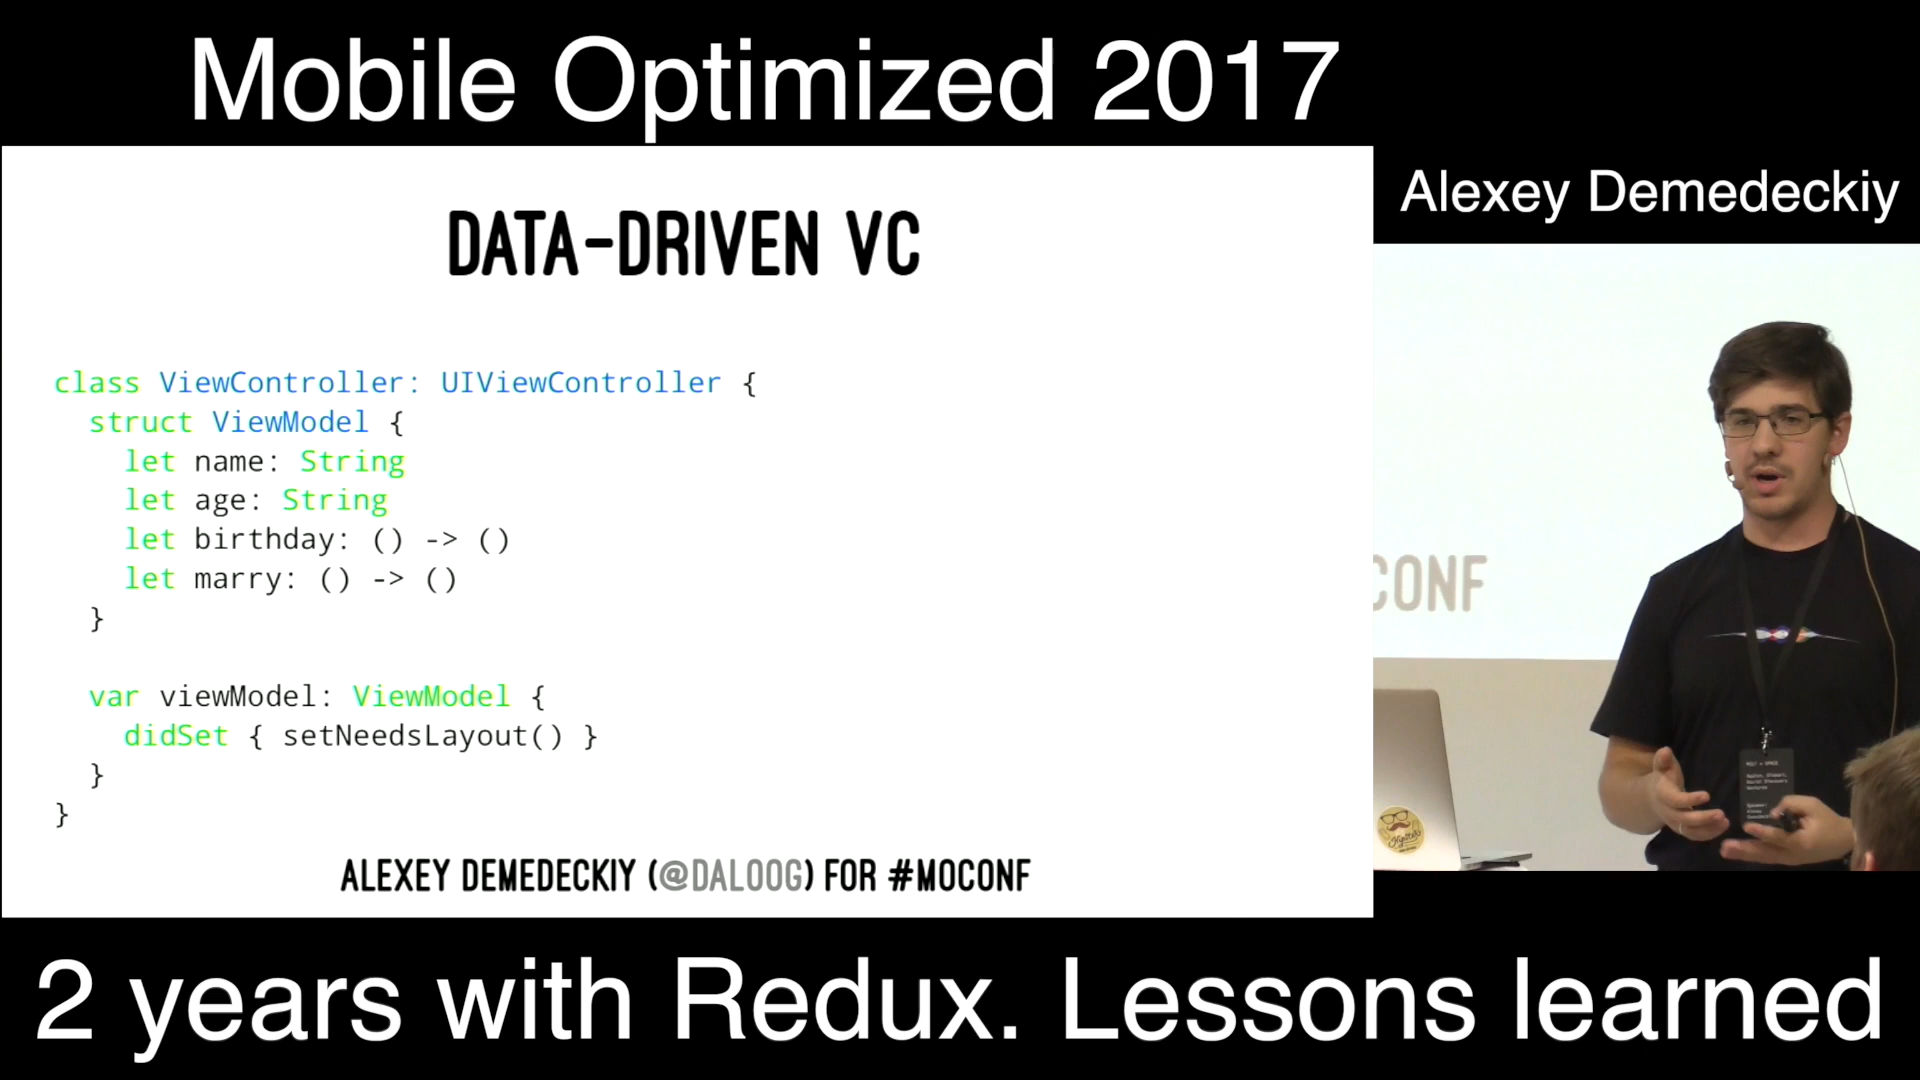 Mobile Optimized 2017
Alexey Demedeckiy
DATA-DRIVEN VC
class ViewController: UIViewController {
struct ViewModel {
let name: String
let age: String
let birthday: () -> ()
let marry: () -> ()
}
var viewModel: ViewModel {
didSet { setNeedsLayout() }
}
}
ALEXEY DEMEDECKIY (@DALOOG) FOR #MOCONF
CONF
2 years with Redux. Lessons learned